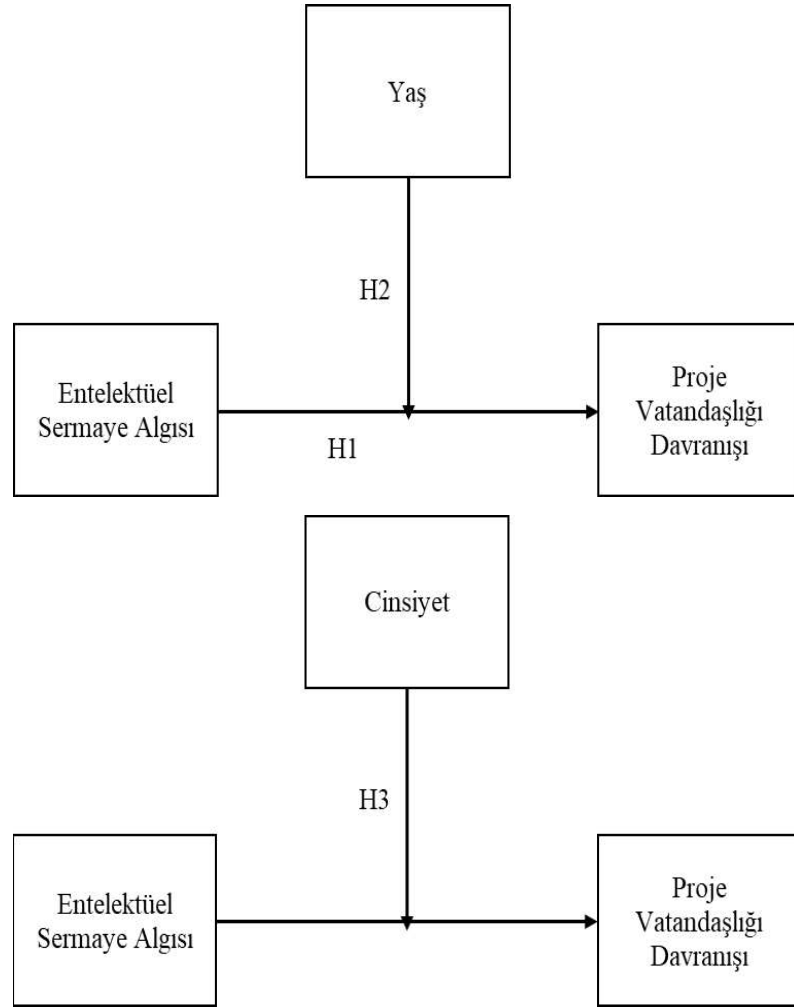 Yaş
H2
Entelektüel
Sermaye Algısı
H1
Proje
Vatandaşlığı
Davranışı
Cinsiyet
H3
Entelektüel
Sermaye Algısı
Proje
Vatandaşlığı
Davranışı